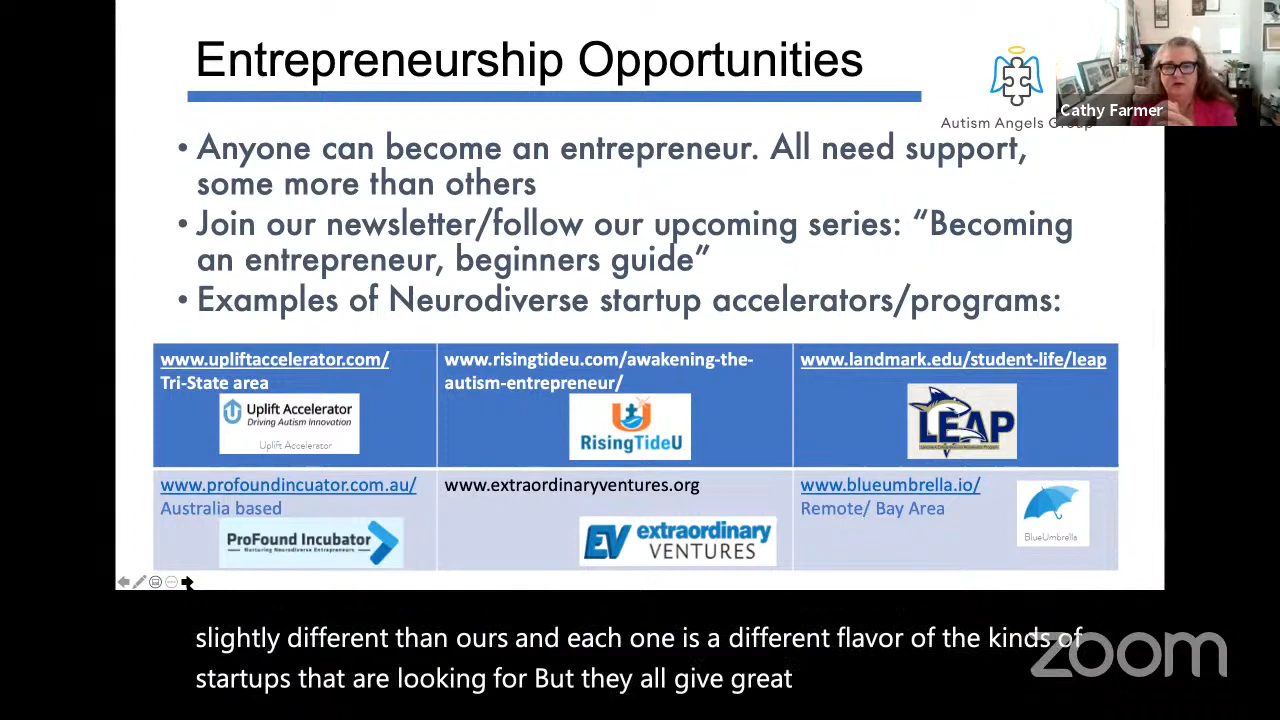 Entrepreneurship Opportunities
Autism Angels Group
Cathy Farmer
• Anyone can become an entrepreneur. All need support,
some more than others
• Join our newsletter/follow our upcoming series: “Becoming
an entrepreneur, beginners guide”
• Examples of Neurodiverse startup accelerators/programs:
www.upliftaccelerator.com/
Tri-State area
Uplift Accelerator
Driving Autism Innovation
Uplift Accelerator
www.risingtideu.com/awakening-the-
autism-entrepreneur/
RisingTideU
www.landmark.edu/student-life/leap
LEAP
www.profoundincuator.com.au/
Australia based
ProFound Incubator
Nurturing Neurodiverse Entrepreneurs
www.extraordinaryventures.org
EV extraordinary
VENTURES
www.blueumbrella.io/
Remote/ Bay Area
BlueUmbrella
slightly different than ours and each one is a different flavor of the kinds of
startups that are looking for But they all give great
zoom